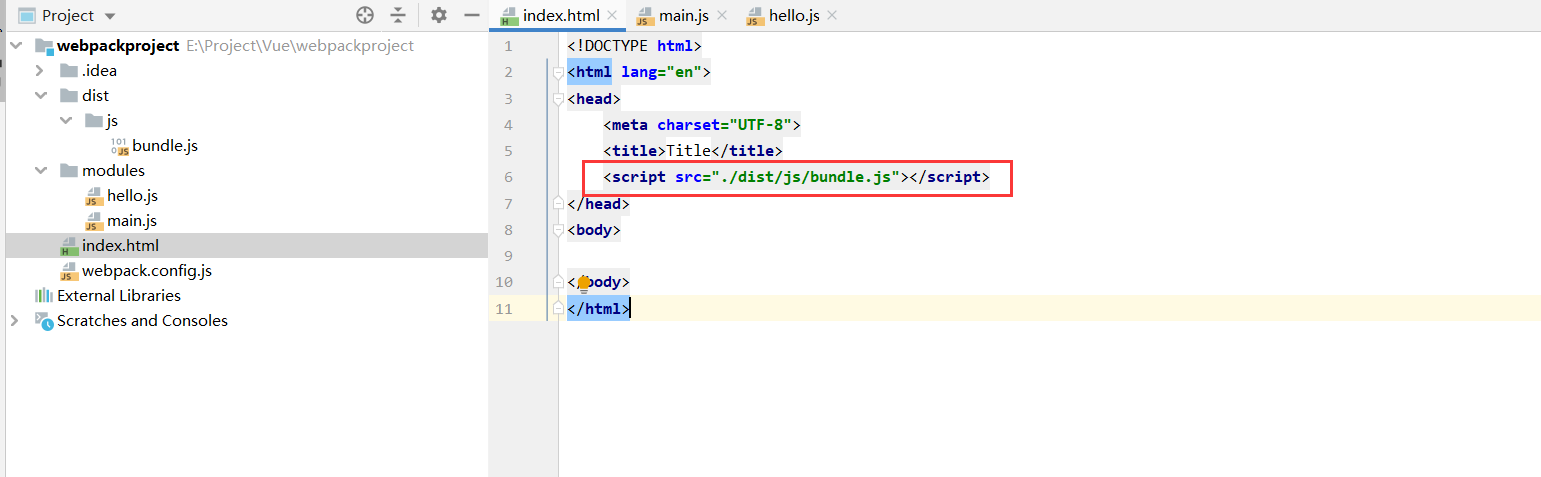 Project
webpackproject E:\Project\Vue\webpackproject
.idea
dist
js
bundle.js
modules
hello.js
main.js
index.html
webpack.config.js
External Libraries
Scratches and Consoles
index.html main.js hello.js
1 <!DOCTYPE html>
2 <html lang="en">
3 <head>
4 <meta charset="UTF-8">
5 <title>Title</title>
6 <script src="./dist/js/bundle.js"></script>
7 </head>
8 <body>
9
10 </body>
11 </html>